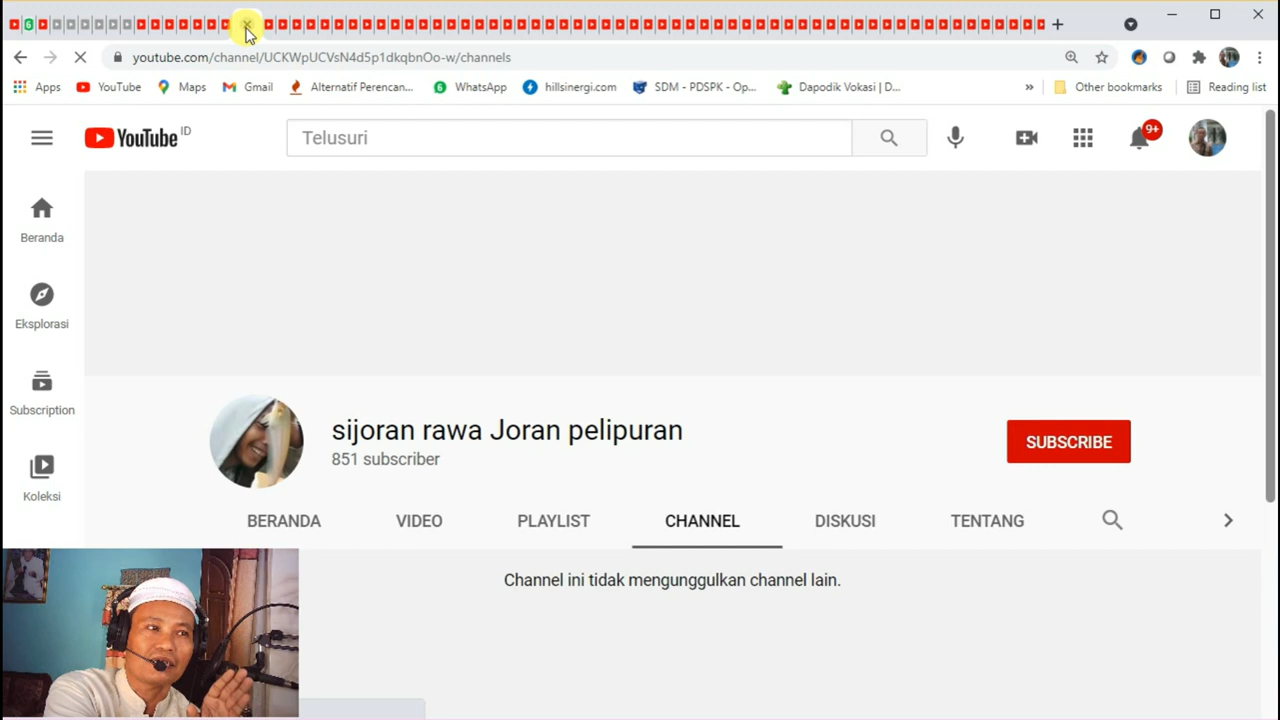 youtube.com/channel/UCKWpUCVsN4d5p1dkqbnOo-w/channels
Apps YouTube Maps Gmail Alternatif Perencan... 6 WhatsApp hillsinergi.com SDM - PDSPK - Op... Dapodik Vokasi | D... » Other bookmarks Reading list
YouTube ID Telusuri 9+
Beranda
Eksplorasi
Subscription
Koleksi
sijoran rawa Joran pelipuran
851 subscriber
SUBSCRIBE
BERANDA VIDEO PLAYLIST CHANNEL DISKUSI TENTANG
Channel ini tidak mengunggulkan channel lain.